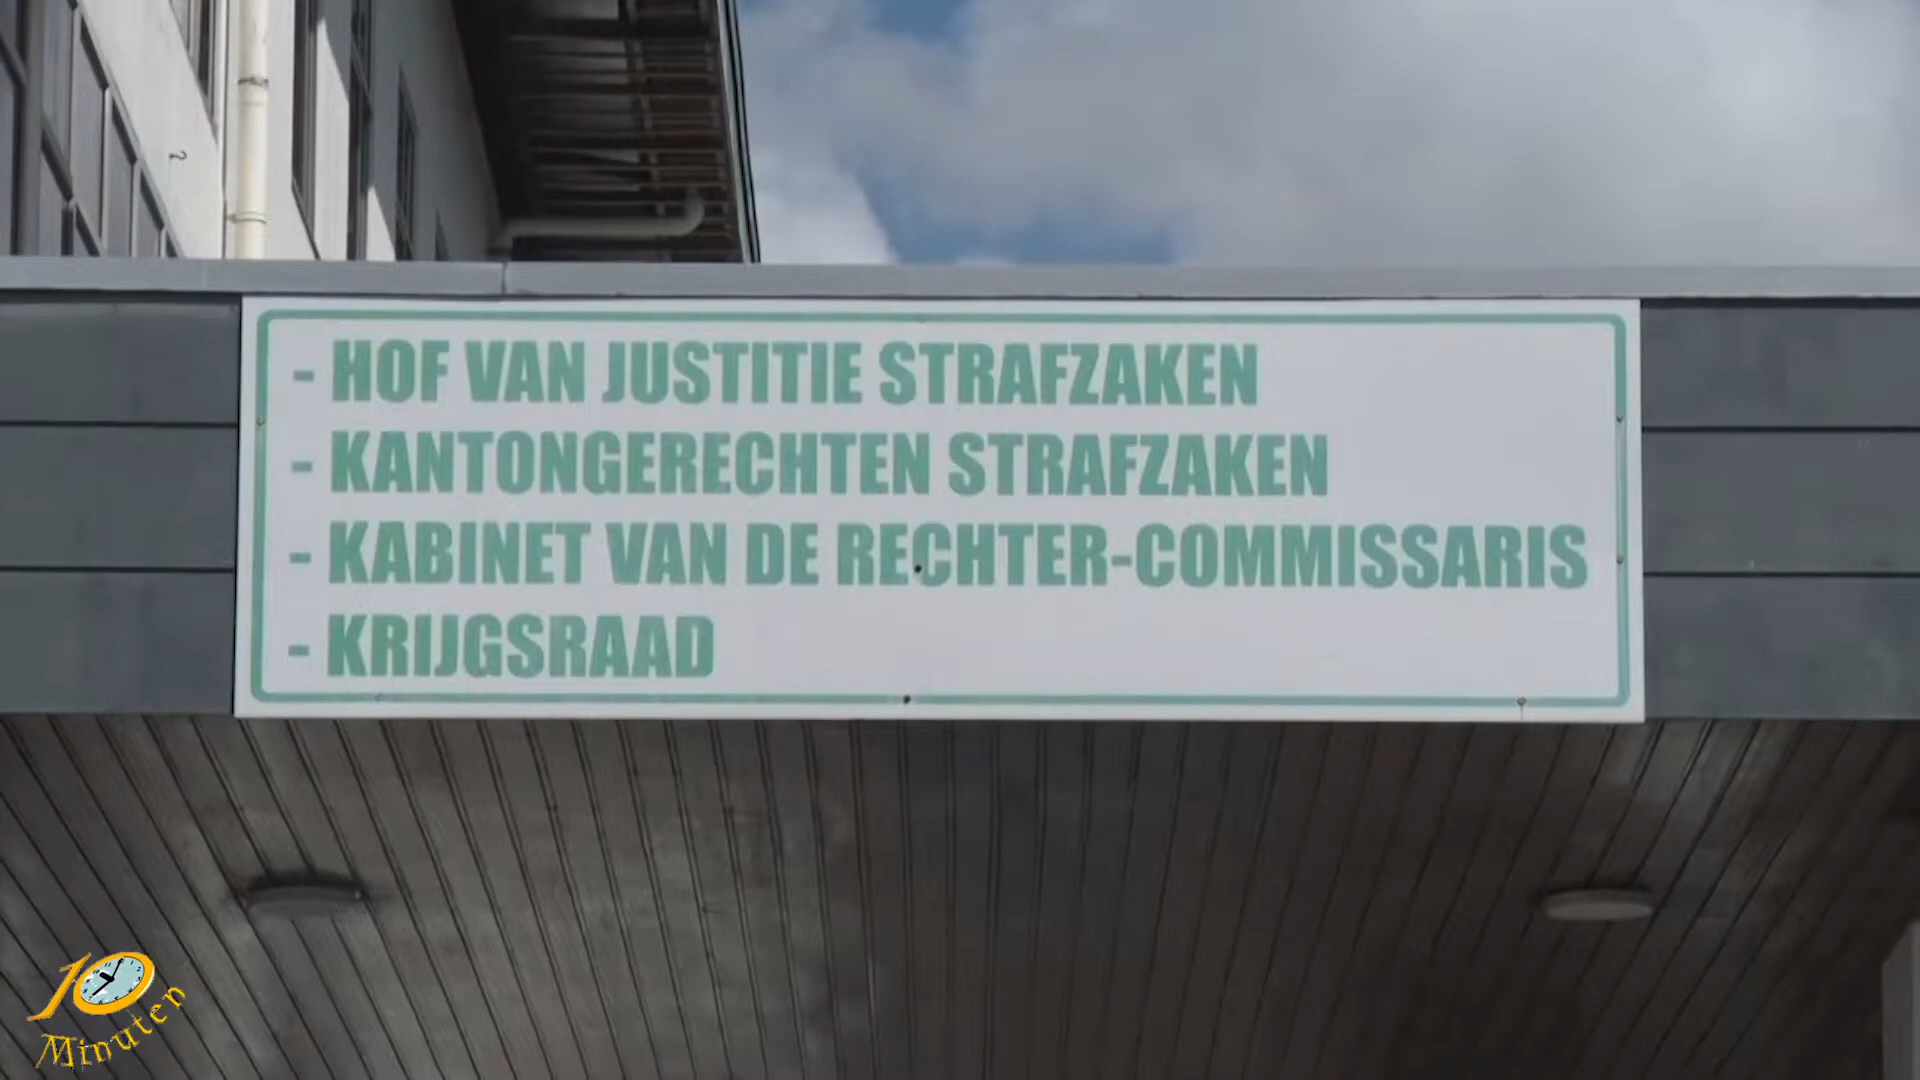 - HOF VAN JUSTITIE STRAFZAKEN
- KANTONGERECHTEN STRAFZAKEN
- KABINET VAN DE RECHTER-COMMISSARIS
- KRIJGSRAAD
10
Minuten